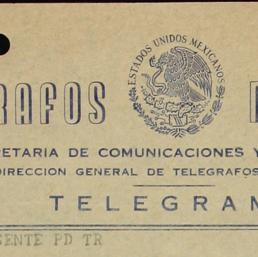 ESTADOS UNIDOS MEXICANOS
RAFOS
RETARIA DE COMUNICACIONES Y
DIRECCION GENERAL DE TELEGRAFOS
TELEGRAM
SENTE PD TR